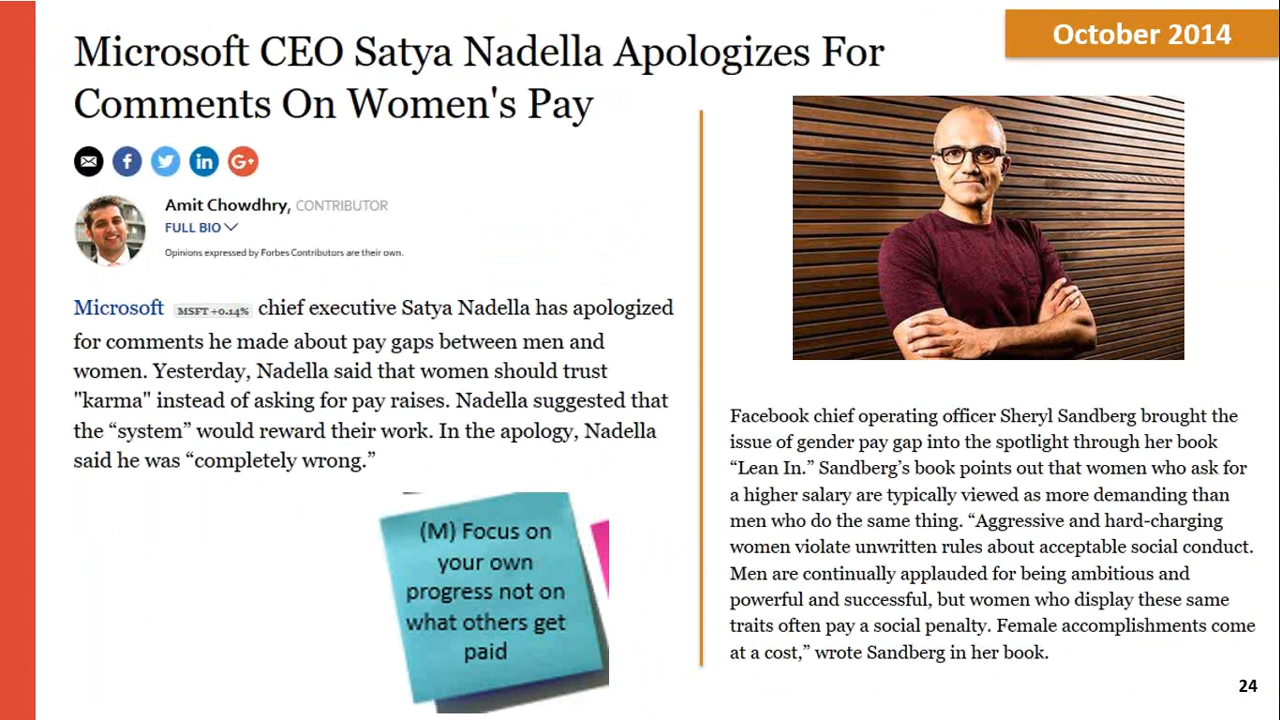 October 2014
Microsoft CEO Satya Nadella Apologizes For
Comments On Women's Pay
Amit Chowdhry, CONTRIBUTOR
FULL BIO
Opinions expressed by Forbes Contributors are their own.
Microsoft MSFT +0.14% chief executive Satya Nadella has apologized
for comments he made about pay gaps between men and
women. Yesterday, Nadella said that women should trust
"karma" instead of asking for pay raises. Nadella suggested that
the “system” would reward their work. In the apology, Nadella
said he was “completely wrong.”
(M) Focus on
your own
progress not on
what others get
paid
Facebook chief operating officer Sheryl Sandberg brought the
issue of gender pay gap into the spotlight through her book
“Lean In.” Sandberg’s book points out that women who ask for
a higher salary are typically viewed as more demanding than
men who do the same thing. “Aggressive and hard-charging
women violate unwritten rules about acceptable social conduct.
Men are continually applauded for being ambitious and
powerful and successful, but women who display these same
traits often pay a social penalty. Female accomplishments come
at a cost,” wrote Sandberg in her book.
24